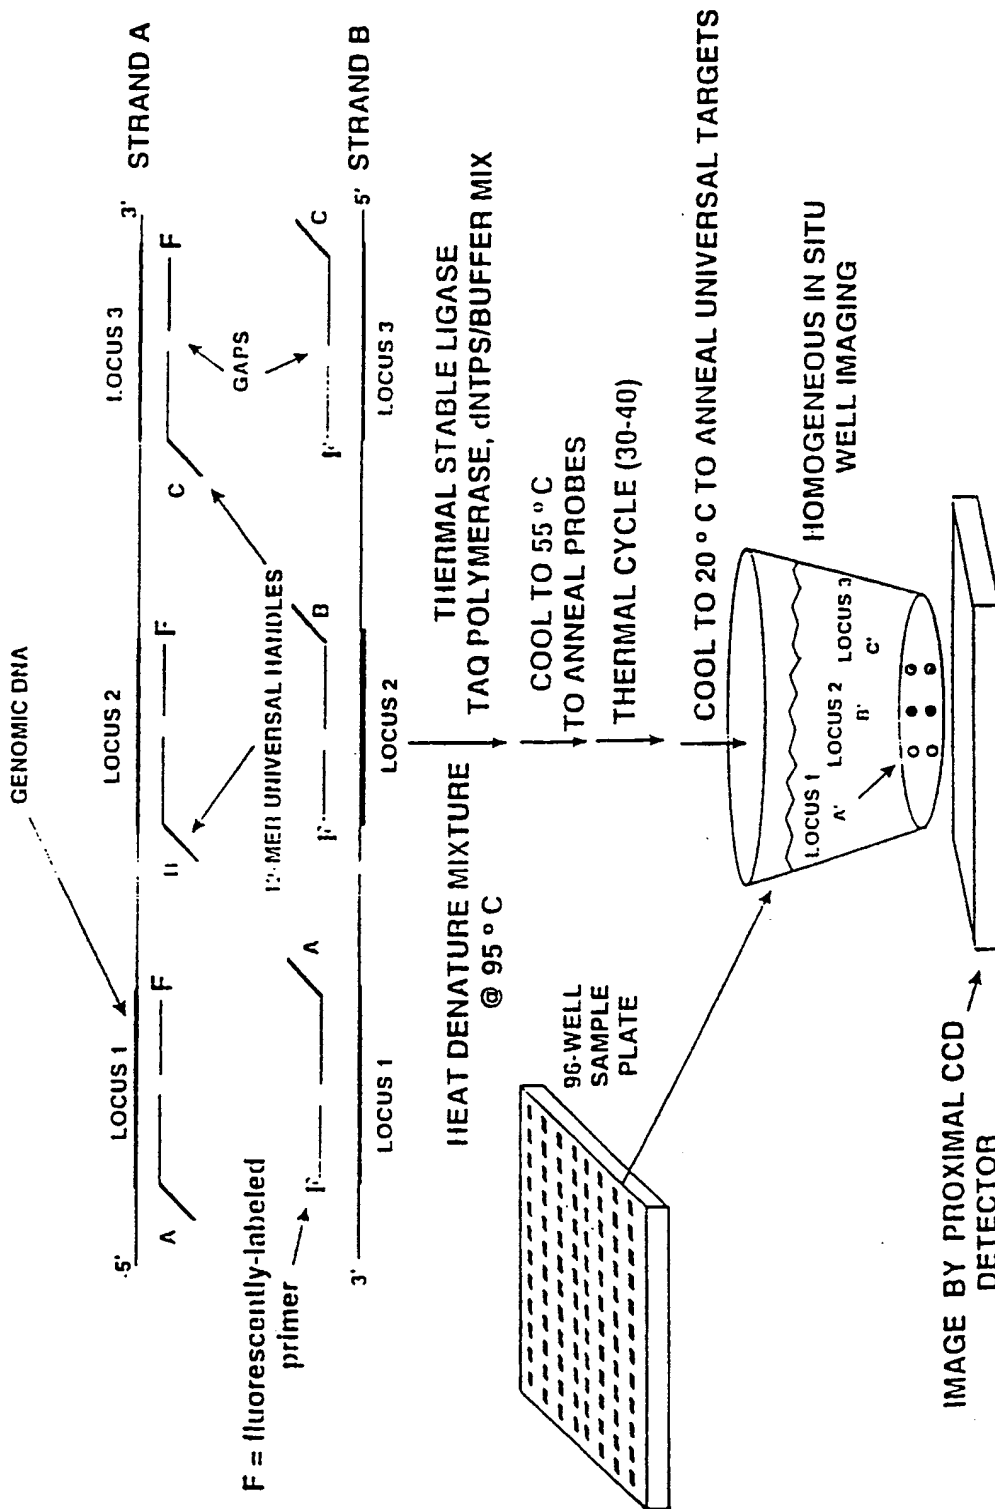 GENOMIC DNA
LOCUS 1
LOCUS 2
LOCUS 3
5'
3'
STRAND A
A
F
F
C
F
GAPS
12-MER UNIVERSAL HANDLES
F = fluorescently-labeled
primer
F
A
F
B
F
C
3'
5'
STRAND B
LOCUS 1
LOCUS 2
LOCUS 3
HEAT DENATURE MIXTURE
@ 95 °C
THERMAL STABLE LIGASE
TAQ POLYMERASE, dNTPS/BUFFER MIX
COOL TO 55 °C
TO ANNEAL PROBES
THERMAL CYCLE (30-40)
COOL TO 20 °C TO ANNEAL UNIVERSAL TARGETS
96-WELL
SAMPLE
PLATE
LOCUS 1
A'
LOCUS 2
B'
LOCUS 3
C'
HOMOGENEOUS IN SITU
WELL IMAGING
IMAGE BY PROXIMAL CCD
DETECTOR